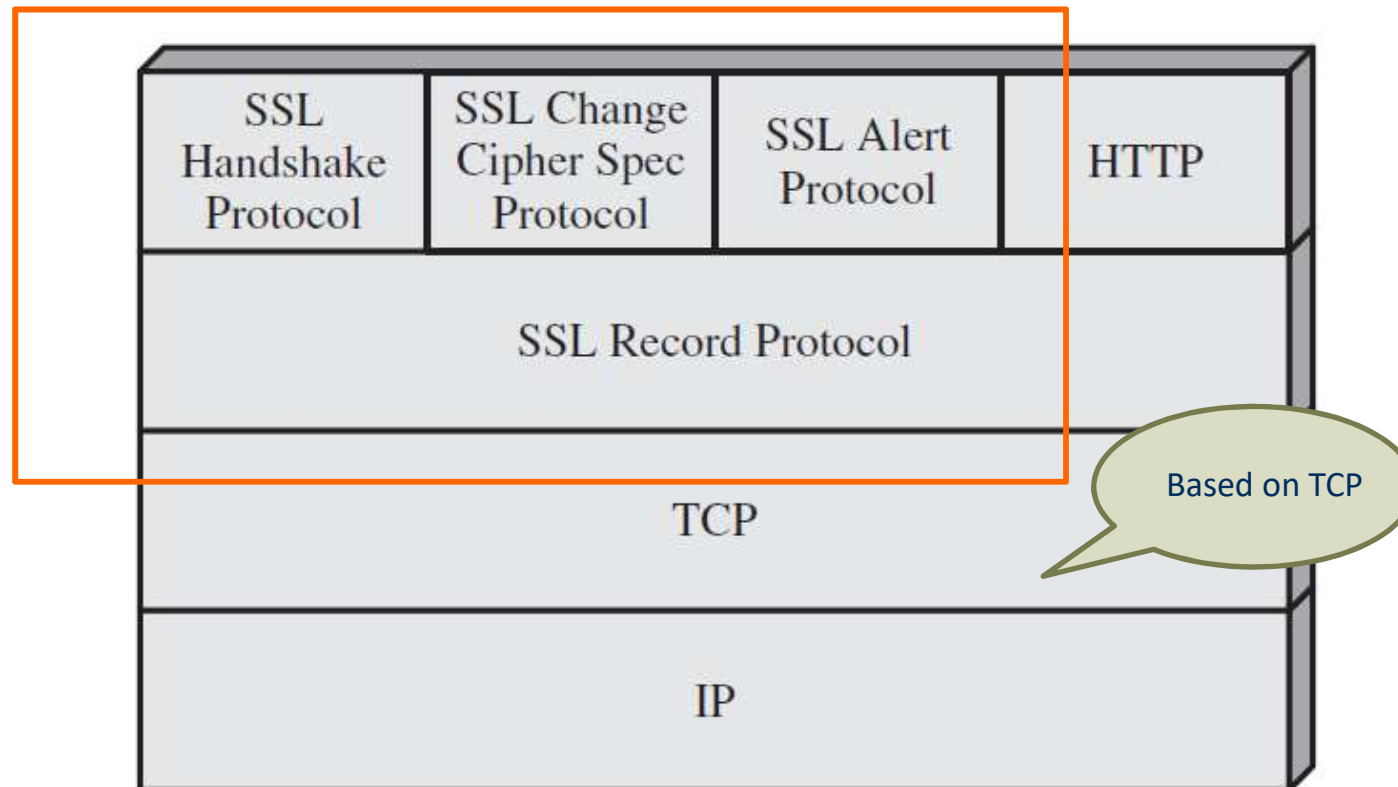 SSL
Handshake
Protocol
SSL Change
Cipher Spec
Protocol
SSL Alert
Protocol
HTTP
SSL Record Protocol
Based on TCP
TCP
IP